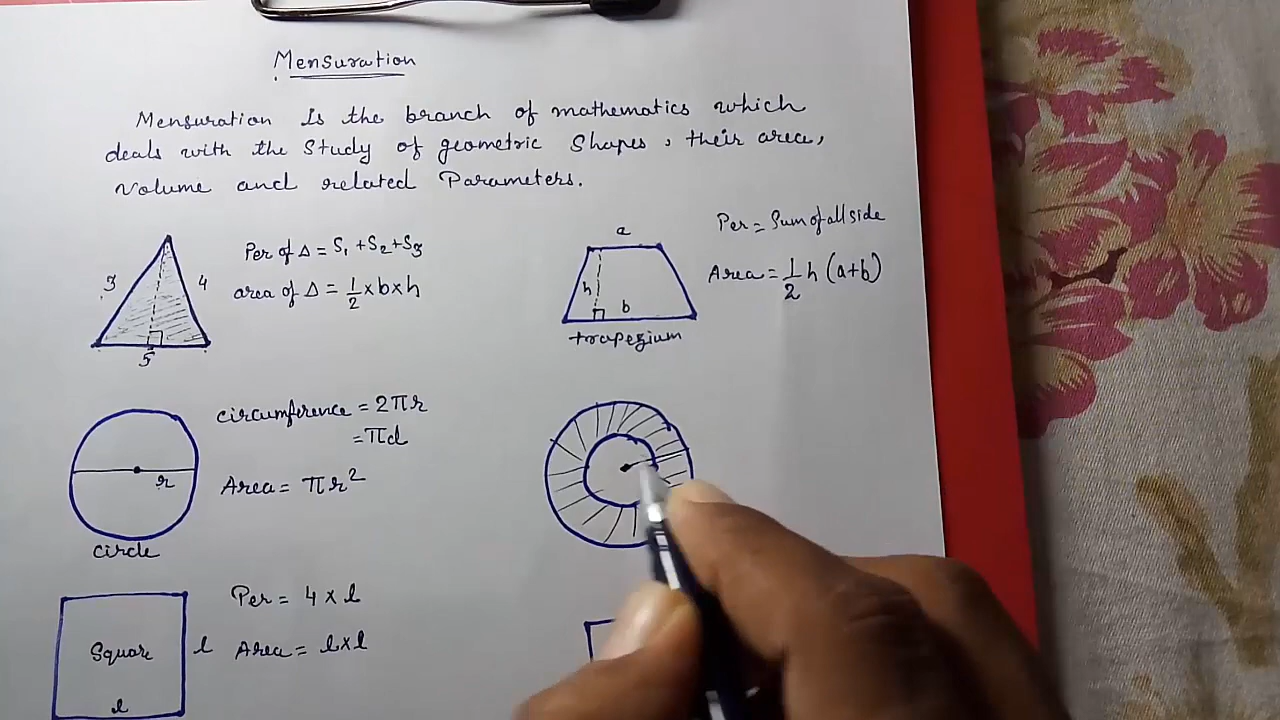 Mensuration
Mensuration Is the branch of mathematics which
deals with the Study of geometric Shapes, their area,
Volume and related Parameters.
3
4
5
Per of Δ = S₁ + S₂ + S₃
area of Δ = 1/2 × b × h
a
h
b
trapezium
Per = Sum of all side
Area = 1/2 h (a+b)
r
circle
circumference = 2πr
= πd
Area = πr²
Square
l
l
Per = 4 × l
Area = l×l